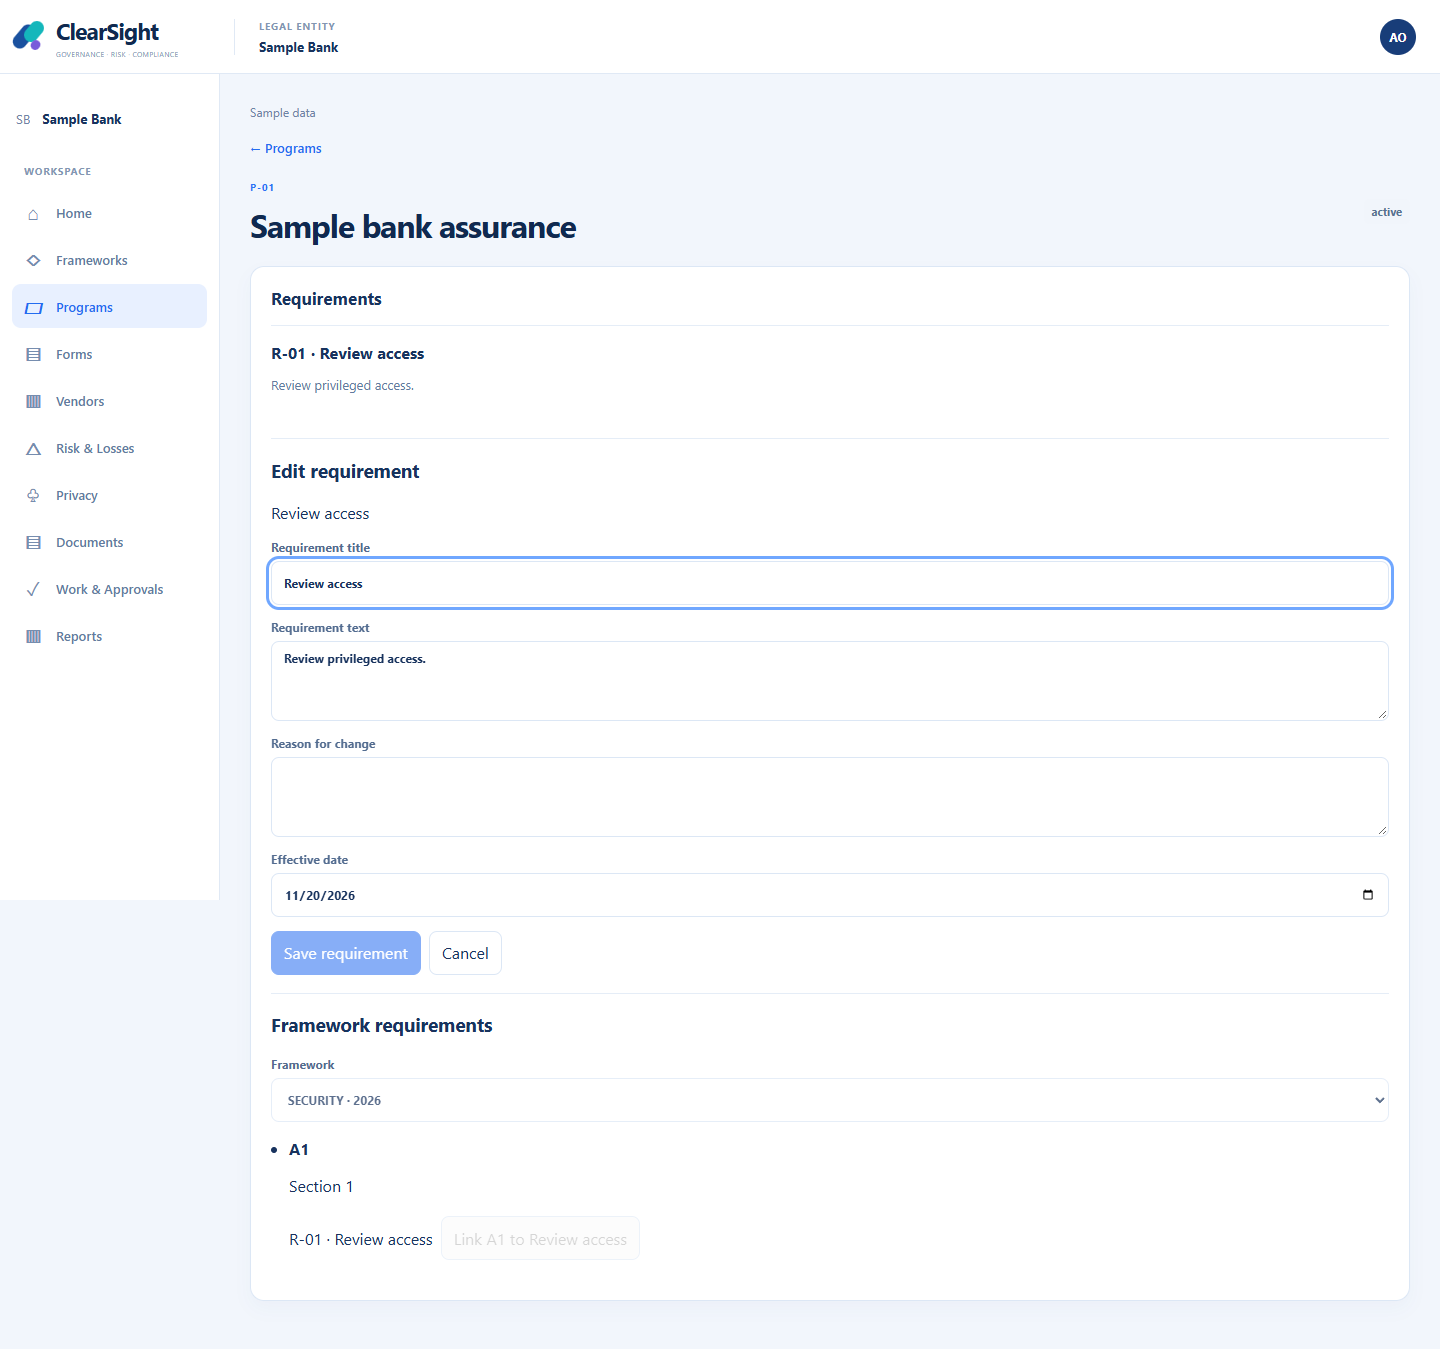 ClearSight
GOVERNANCE · RISK · COMPLIANCE
LEGAL ENTITY
Sample Bank
AO
SB Sample Bank
WORKSPACE
Home
Frameworks
Programs
Forms
Vendors
Risk & Losses
Privacy
Documents
Work & Approvals
Reports
Sample data
← Programs
P-01
Sample bank assurance
active
Requirements
R-01 · Review access
Review privileged access.
Edit requirement
Review access
Requirement title
Review access
Requirement text
Review privileged access.
Reason for change
Effective date
11/20/2026
Save requirement Cancel
Framework requirements
Framework
SECURITY · 2026
• A1
Section 1
R-01 · Review access Link A1 to Review access